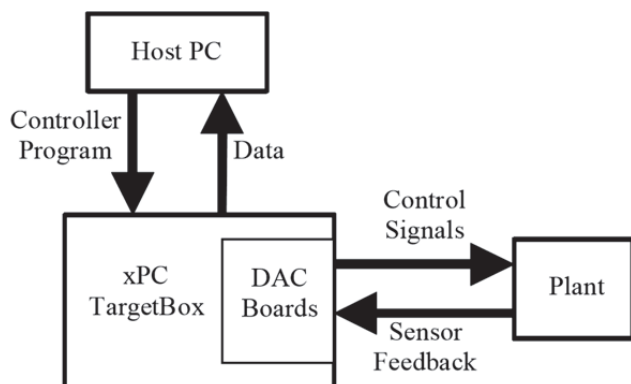 Host PC
Controller
Program
Data
Control
Signals
xPC
TargetBox
DAC
Boards
Plant
Sensor
Feedback